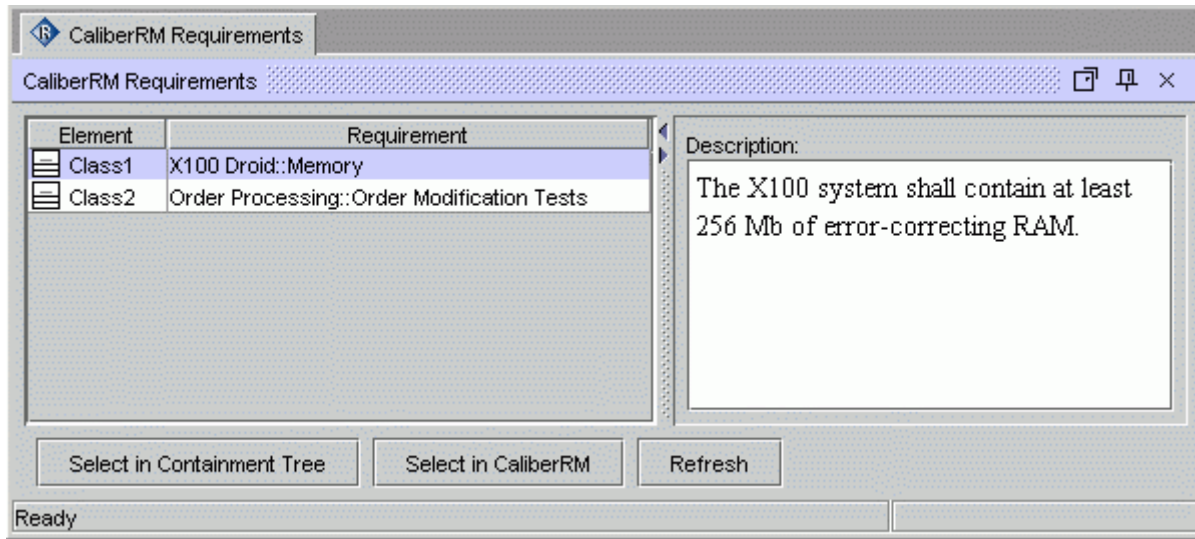 CaliberRM Requirements
CaliberRM Requirements
Element Requirement
Class1 X100 Droid::Memory
Class2 Order Processing::Order Modification Tests
Description:
The X100 system shall contain at least
256 Mb of error-correcting RAM.
Select in Containment Tree Select in CaliberRM Refresh
Ready